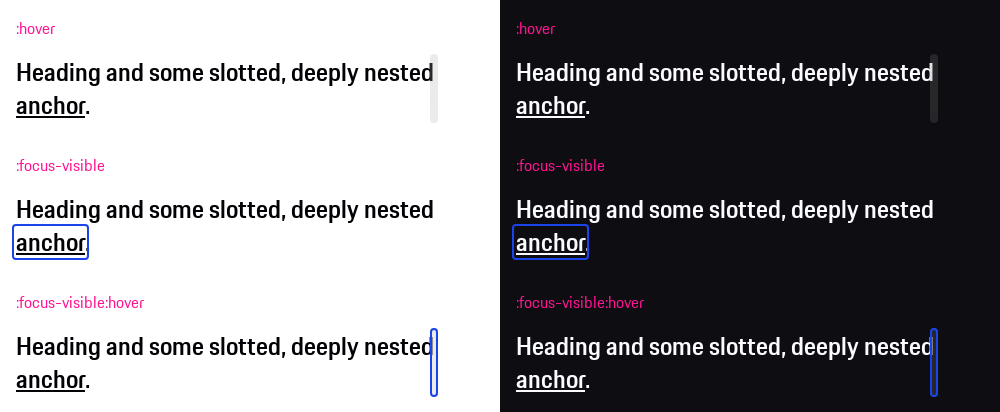 :hover
Heading and some slotted, deeply nested
anchor.
:focus-visible
Heading and some slotted, deeply nested
anchor.
:focus-visible:hover
Heading and some slotted, deeply nested
anchor.
:hover
Heading and some slotted, deeply nested
anchor.
:focus-visible
Heading and some slotted, deeply nested
anchor.
:focus-visible:hover
Heading and some slotted, deeply nested
anchor.